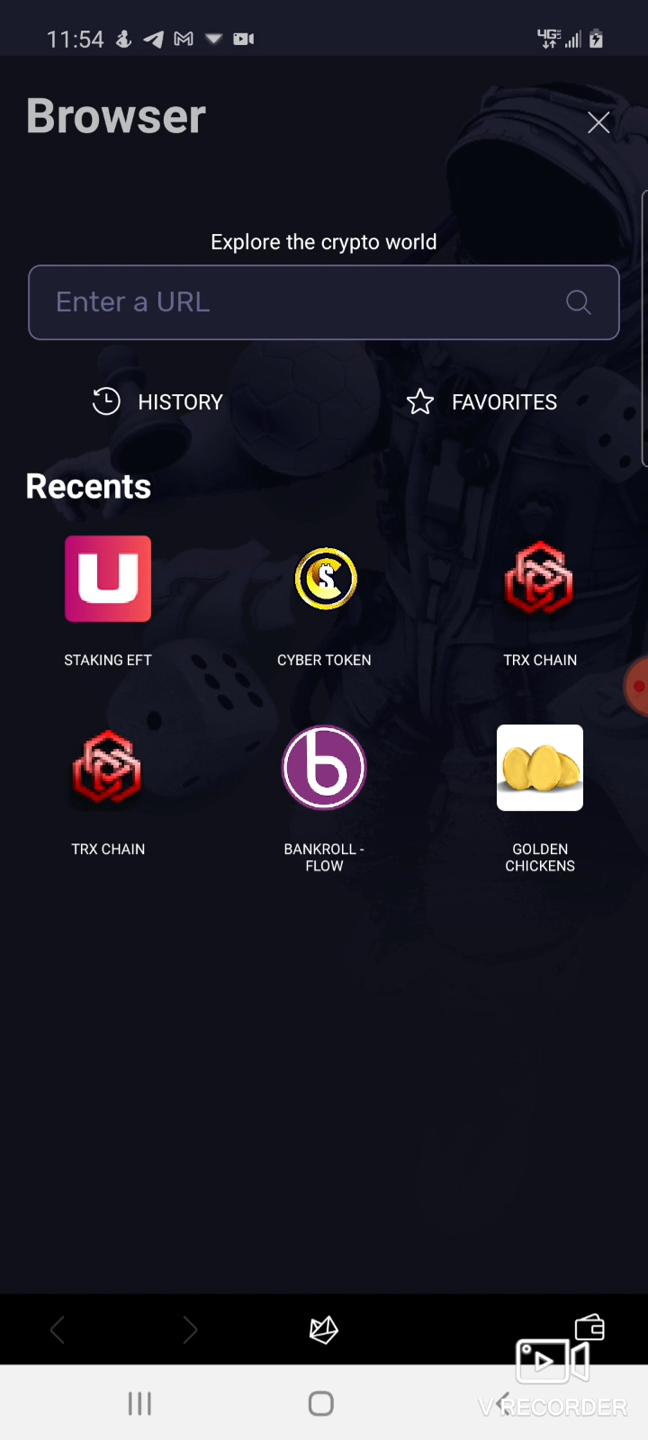 11:54
4GE
Browser
Explore the crypto world
Enter a URL
HISTORY
FAVORITES
Recents
STAKING EFT
CYBER TOKEN
TRX CHAIN
TRX CHAIN
BANKROLL -
FLOW
GOLDEN
CHICKENS
V RECORDER